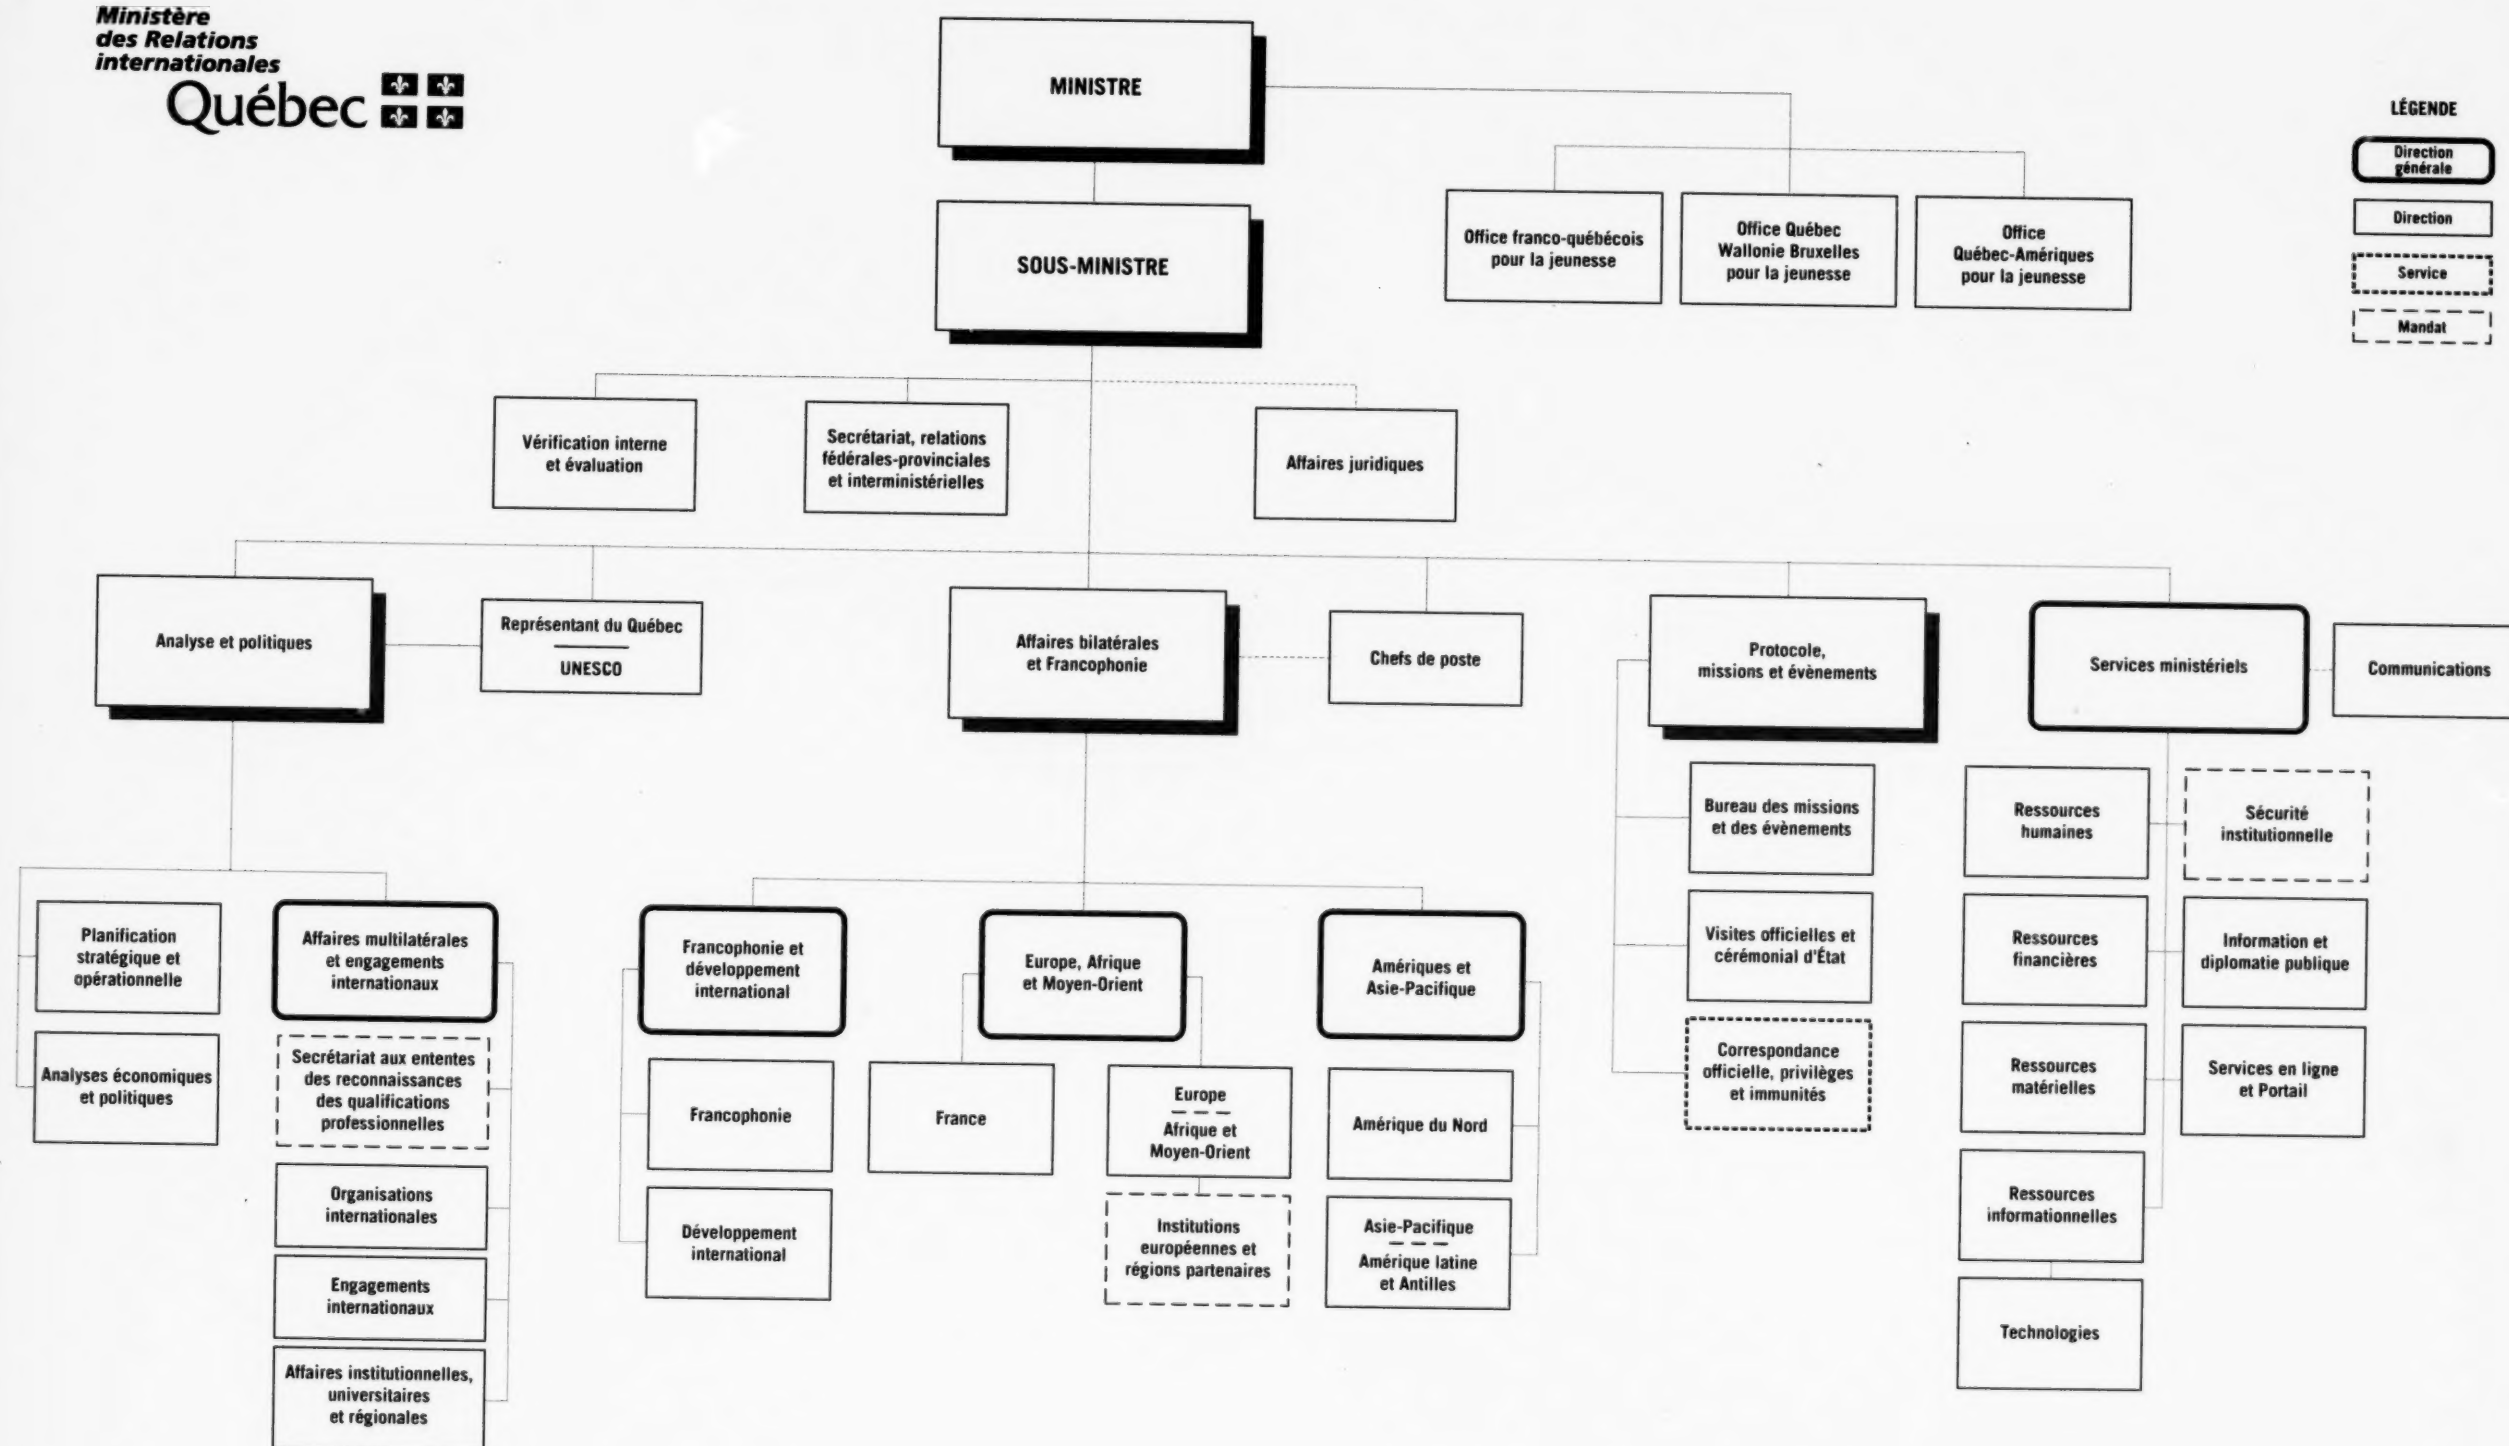 Ministère
des Relations
internationales
Québec
MINISTRE
LÉGENDE
Direction
générale
Direction
Service
Mandat
Office franco-québécois
pour la jeunesse
Office Québec
Wallonie Bruxelles
pour la jeunesse
Office
Québec-Amériques
pour la jeunesse
SOUS-MINISTRE
Vérification interne
et évaluation
Secrétariat, relations
fédérales-provinciales
et interministérielles
Affaires juridiques
Analyse et politiques
Représentant du Québec
UNESCO
Affaires bilatérales
et Francophonie
Chefs de poste
Protocole,
missions et évènements
Services ministériels
Communications
Planification
stratégique et
opérationnelle
Analyses économiques
et politiques
Affaires multilatérales
et engagements
internationaux
Secrétariat aux ententes
des reconnaissances
des qualifications
professionnelles
Organisations
internationales
Engagements
internationaux
Affaires institutionnelles,
universitaires
et régionales
Francophonie et
développement
international
Francophonie
Développement
international
Europe, Afrique
et Moyen-Orient
France
Europe
Afrique et
Moyen-Orient
Institutions
européennes et
régions partenaires
Amériques et
Asie-Pacifique
Amérique du Nord
Asie-Pacifique
Amérique latine
et Antilles
Bureau des missions
et des évènements
Visites officielles et
cérémonial d'État
Correspondance
officielle, privilèges
et immunités
Ressources
humaines
Ressources
financières
Ressources
matérielles
Ressources
informationnelles
Technologies
Sécurité
institutionnelle
Information et
diplomatie publique
Services en ligne
et Portail